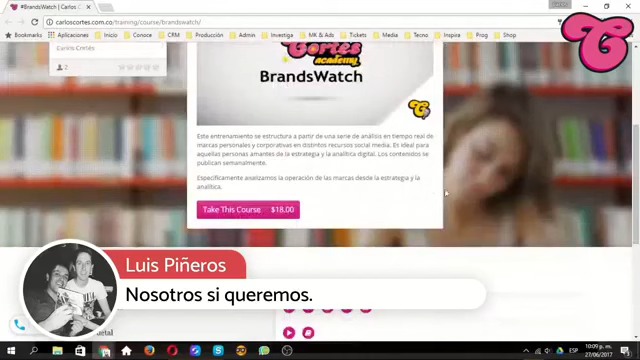 #BrandsWatch | Carlos C
carloscortes.com.co/training/course/brandswatch/
Bookmarks
Aplicaciones
Inicio
Conoce
CRM
Producción
Admin
Investiga
MK & Ads
Tickets
Media
Tecno
Inspira
Prog
Shop
Carlos Cortés
2
Cortes
academy
BrandsWatch
Este entrenamiento se estructura a partir de una serie de análisis en tiempo real de
marcas personales y corporativas en distintos recursos social media. Es ideal para
aquellas personas amantes de la estrategia y la analítica digital. Los contenidos se
publican semanalmente.
Específicamente analizamos la operación de las marcas desde la estrategia y la
analítica.
Take This Course $18.00
Luis Piñeros
Nosotros si queremos.
ESP
10:09 p. m.
27/06/2017